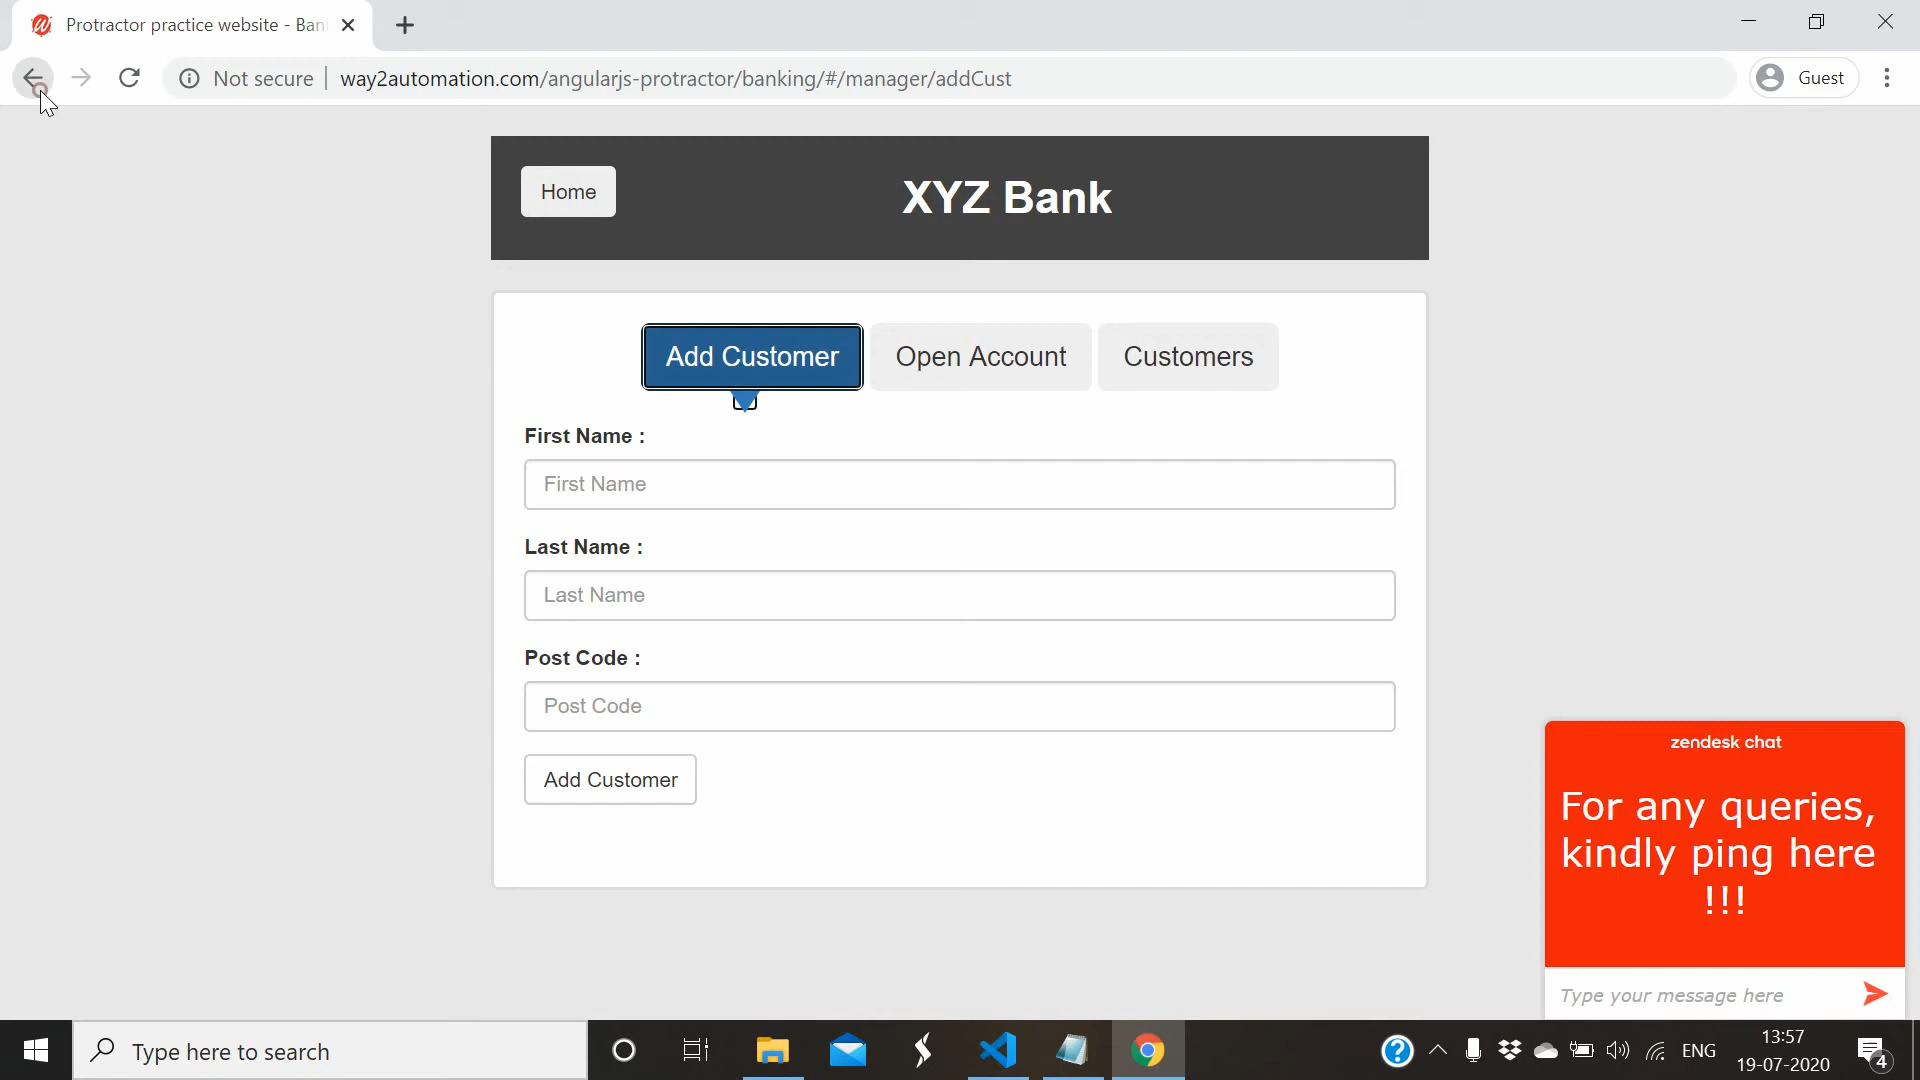 Protractor practice website - Ban
Not secure
way2automation.com/angularjs-protractor/banking/#/manager/addCust
Guest
Home
XYZ Bank
Add Customer
Open Account
Customers
First Name :
First Name
Last Name :
Last Name
Post Code :
Post Code
Add Customer
zendesk chat
For any queries,
kindly ping here
!!!
Type your message here
Type here to search
ENG
13:57
19-07-2020
4